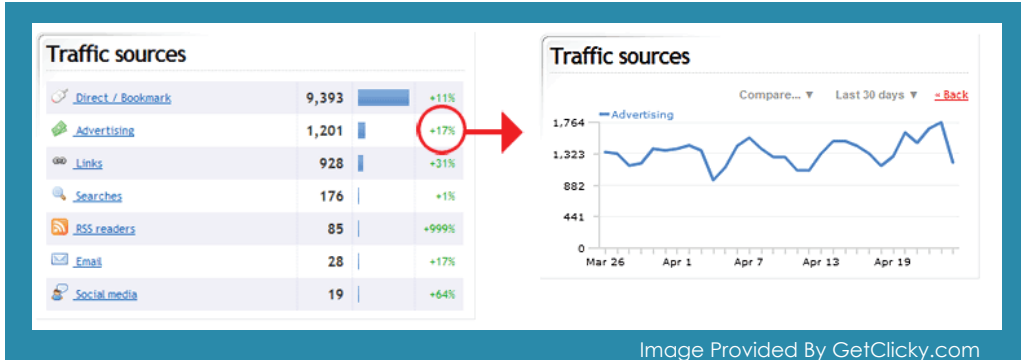 Traffic sources
Direct / Bookmark 9,393 +11%
Advertising 1,201 +17%
Links 928 +31%
Searches 176 +1%
RSS readers 85 +999%
Email 28 +17%
Social media 19 +64%
Traffic sources
Compare... ▼ Last 30 days ▼ « Back
Advertising
1,764
1,323
882
441
0
Mar 26 Apr 1 Apr 7 Apr 13 Apr 19
Image Provided By GetClicky.com